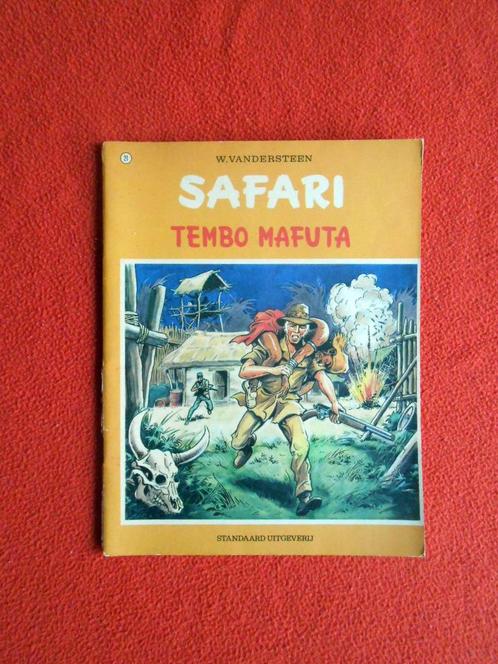 W. VANDERSTEEN
SAFARI
TEMBO MAFUTA
STANDAARD UITGEVERIJ